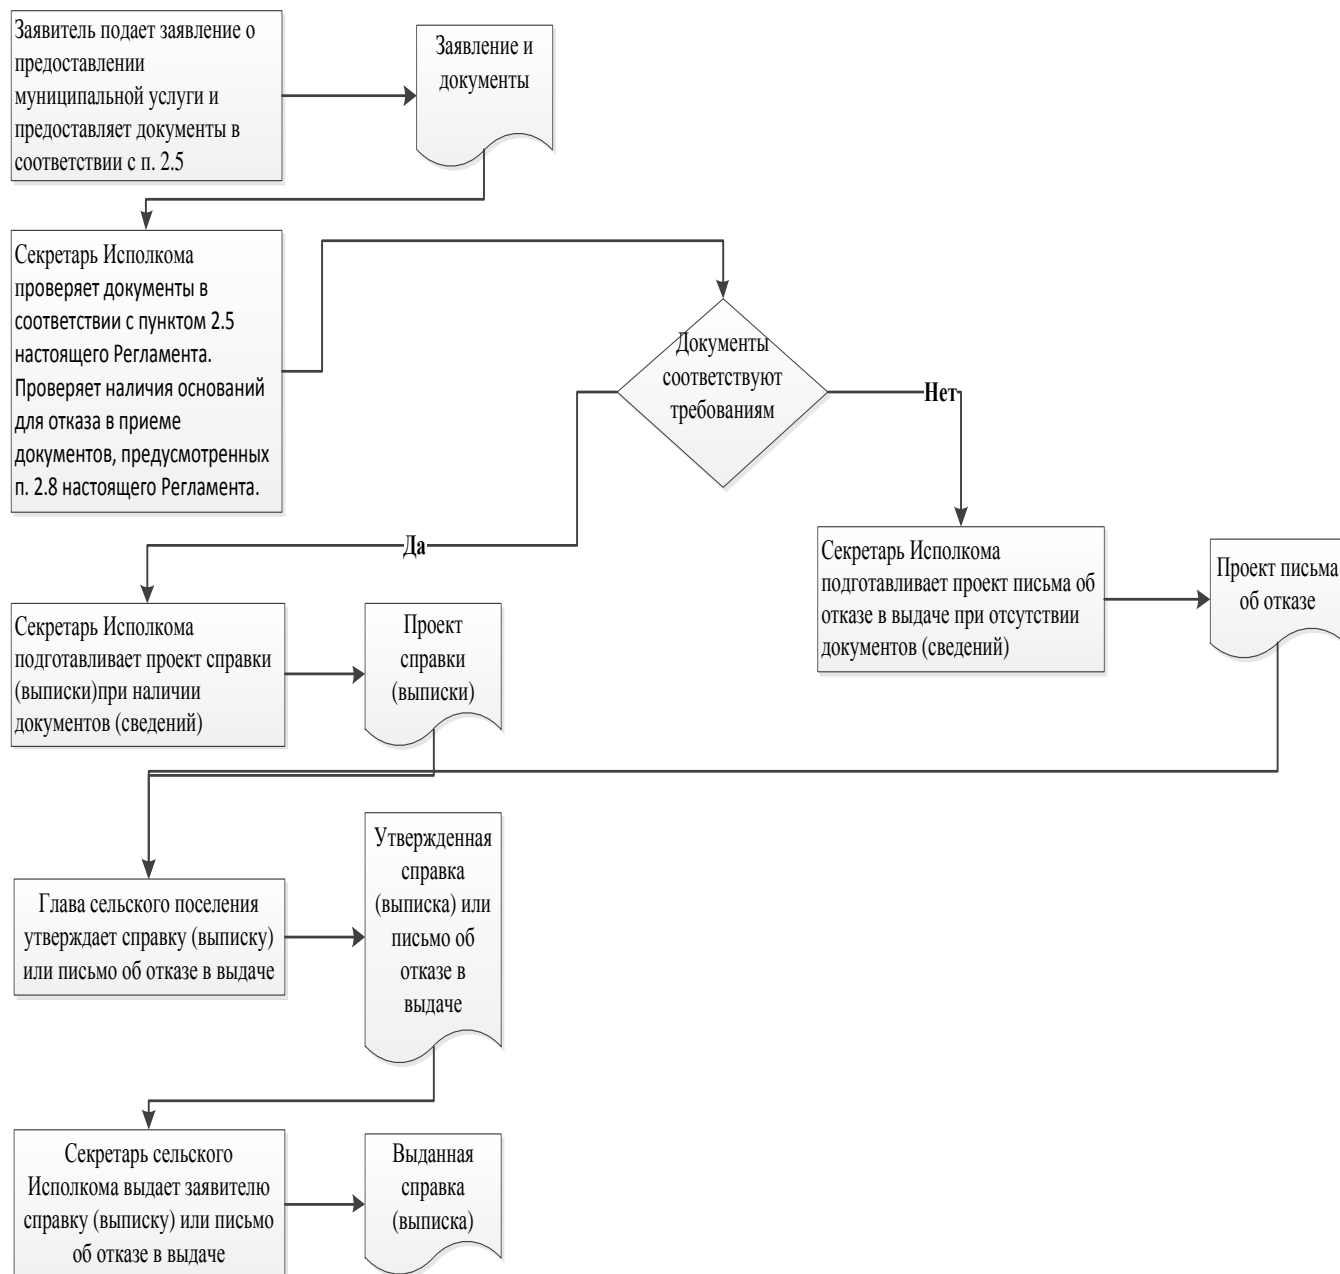 Заявитель подает заявление о
предоставлении
муниципальной услуги и
предоставляет документы в
соответствии с п. 2.5
Заявление и
документы
Секретарь Исполкома
проверяет документы в
соответствии с пунктом 2.5
настоящего Регламента.
Проверяет наличия оснований
для отказа в приеме
документов, предусмотренных
п. 2.8 настоящего Регламента.
Документы
соответствуют
требованиям
Нет
Да
Секретарь Исполкома
подготавливает проект письма об
отказе в выдаче при отсутствии
документов (сведений)
Проект письма
об отказе
Секретарь Исполкома
подготавливает проект справки
(выписки)при наличии
документов (сведений)
Проект
справки
(выписки)
Глава сельского поселения
утверждает справку (выписку)
или письмо об отказе в выдаче
Утвержденная
справка
(выписка) или
письмо об
отказе в
выдаче
Секретарь сельского
Исполкома выдает заявителю
справку (выписку) или письмо
об отказе в выдаче
Выданная
справка
(выписка)